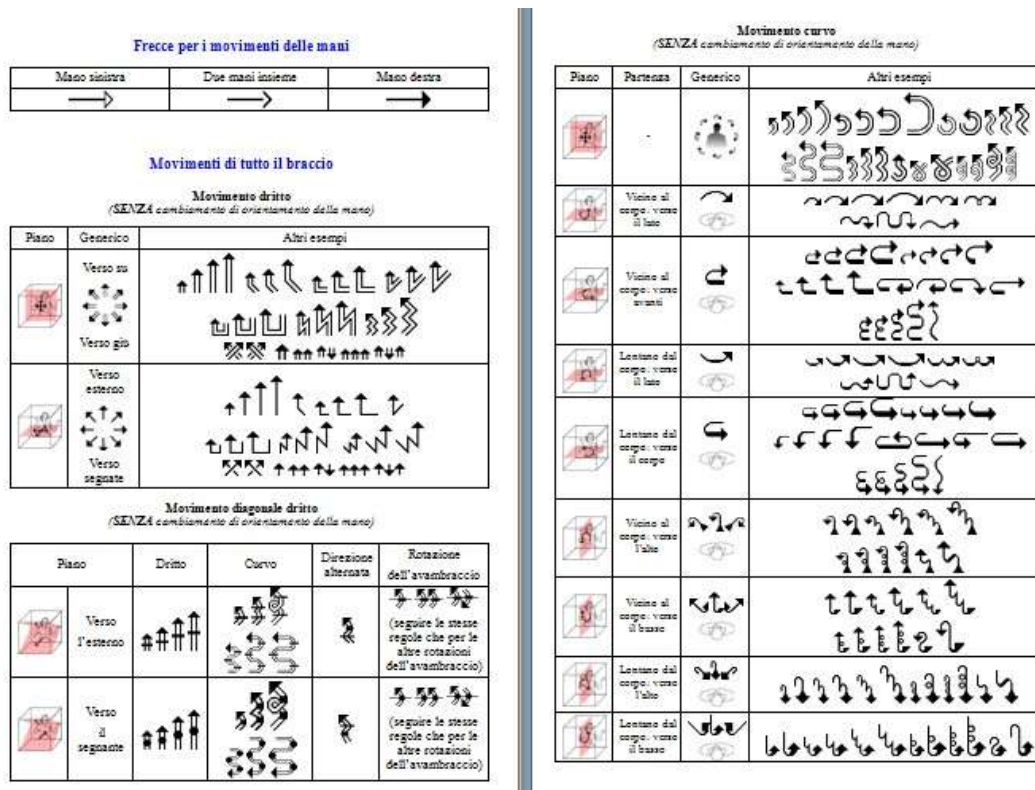 Frecce per i movimenti delle mani
Mano sinistra Due mani insieme Mano destra
Movimenti di tutto il braccio
Movimento dritto
(SENZA cambiamento di orientamento della mano)
Piano Generico Altri esempi
Verso su
Verso giù
Verso
esterno
Verso
segnate
Movimento diagonale dritto
(SENZA cambiamento di orientamento della mano)
Piano Dritto Curvo Direzione
alternata Rotazione
dell'avambraccio
Verso
l'esterno
(seguire le stesse
regole che per le
altre rotazioni
dell'avambraccio)
Verso
il
segnante
(seguire le stesse
regole che per le
altre rotazioni
dell'avambraccio)
Movimento curvo
(SENZA cambiamento di orientamento della mano)
Piano Partenza Generico Altri esempi
-
Vicino al
corpo, verso
il lato
Vicino al
corpo, verso
avanti
Lontano dal
corpo, verso
il lato
Lontano dal
corpo, verso
il corpo
Vicino al
corpo, verso
l'alto
Vicino al
corpo, verso
il basso
Lontano dal
corpo, verso
l'alto
Lontano dal
corpo, verso
il basso